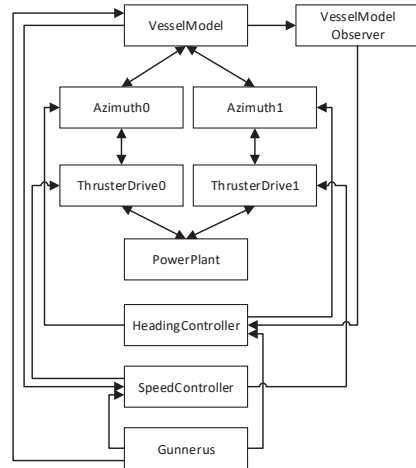 VesselModel
VesselModel
Observer
Azimuth0
Azimuth1
ThrusterDrive0
ThrusterDrive1
PowerPlant
HeadingController
SpeedController
Gunnerus